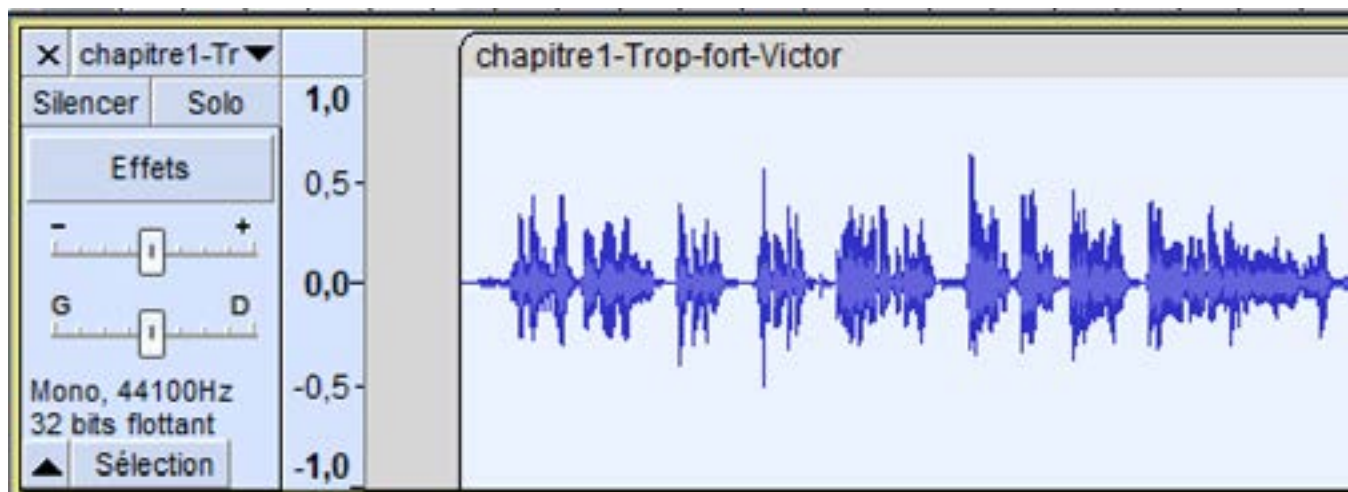 × chapitre1-Tr▼
chapitre1-Trop-fort-Victor
Silencer Solo
1,0
Effets
0,5-
- +
0,0-
G D
Mono, 44100Hz
-0,5-
32 bits flottant
▲ Sélection
-1,0